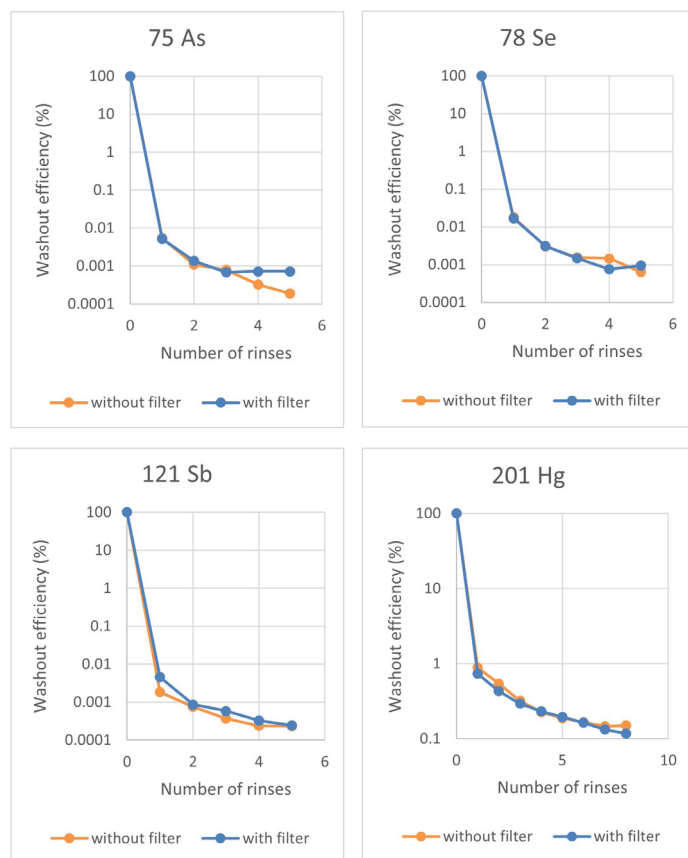 75 As
100
10
1
0.1
0.01
0.001
0.0001
Washout efficiency (%)
0 2 4 6
Number of rinses
without filter with filter
78 Se
100
10
1
0.1
0.01
0.001
0.0001
Washout efficiency (%)
0 2 4 6
Number of rinses
without filter with filter
121 Sb
100
10
1
0.1
0.01
0.001
0.0001
Washout efficiency (%)
0 2 4 6
Number of rinses
without filter with filter
201 Hg
100
10
1
0.1
Washout efficiency (%)
0 5 10
Number of rinses
without filter with filter